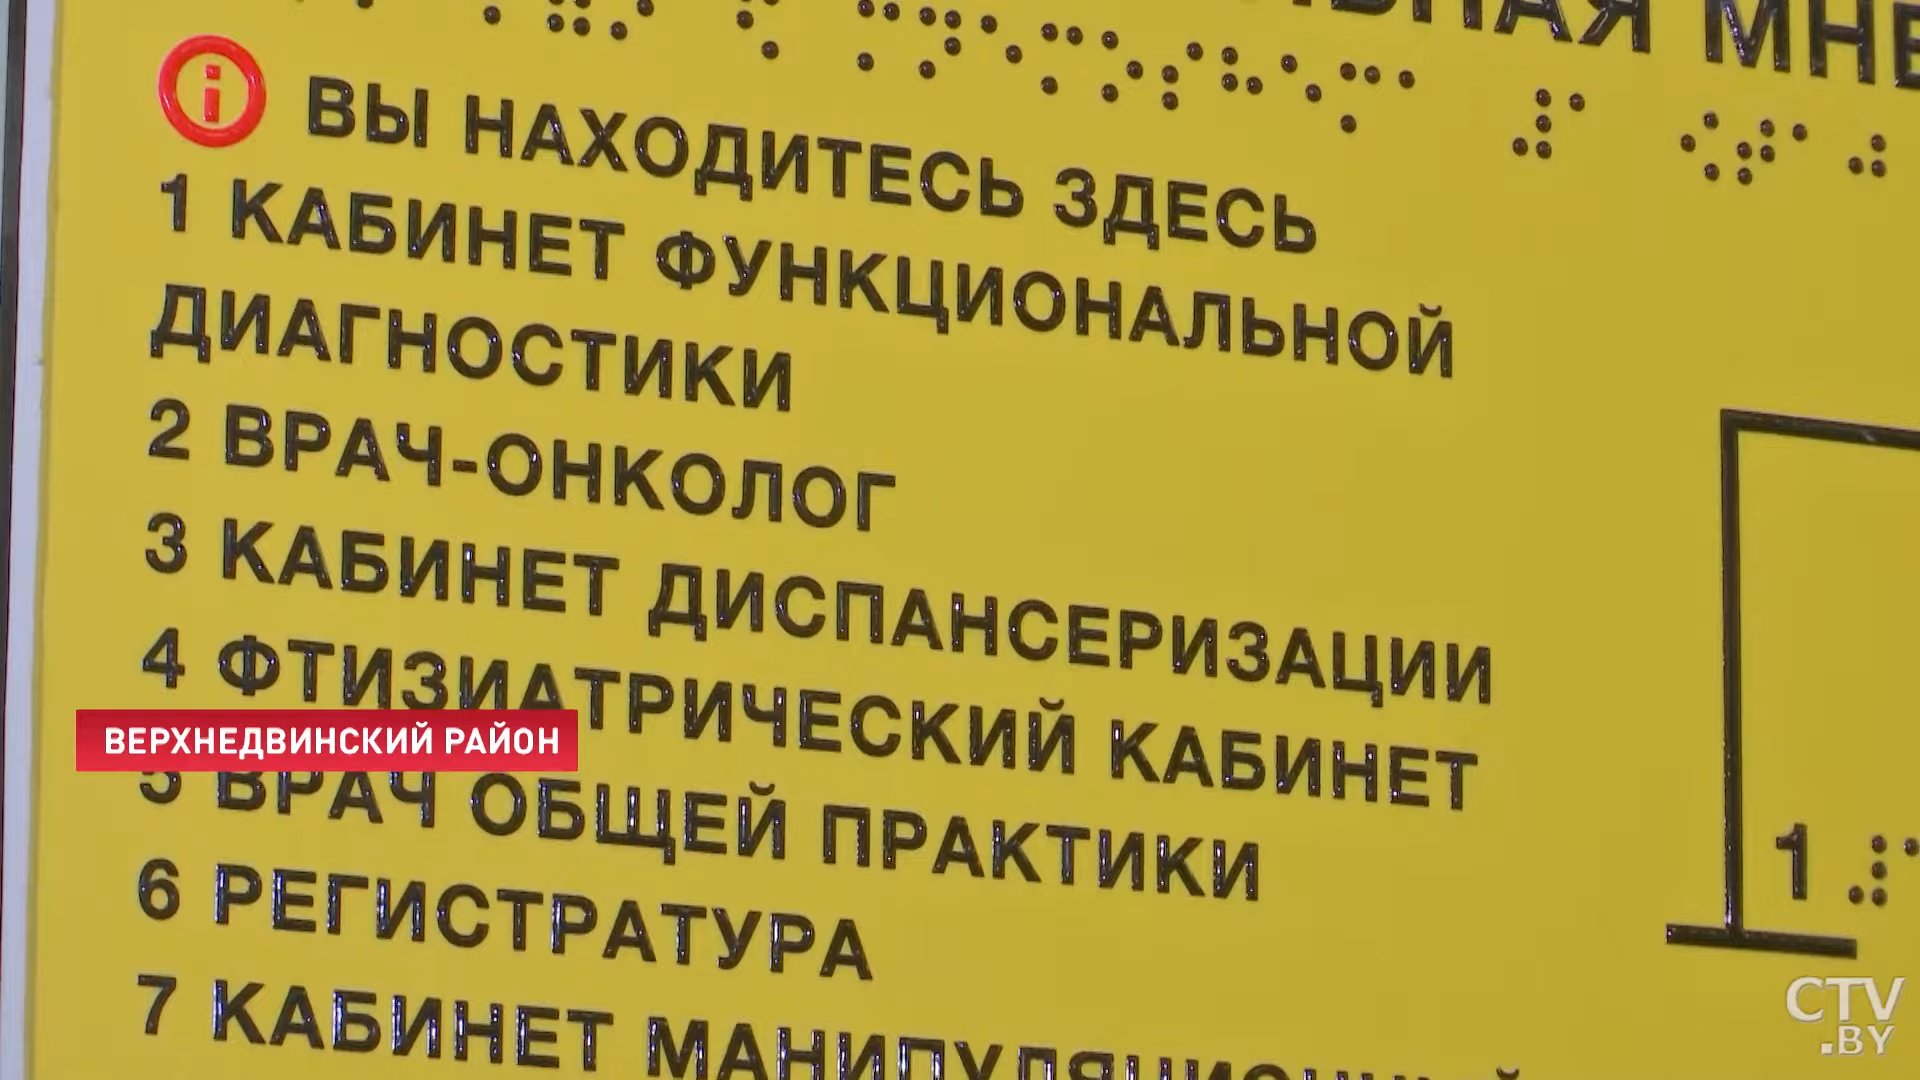 ВЫ НАХОДИТЕСЬ ЗДЕСЬ
1 КАБИНЕТ ФУНКЦИОНАЛЬНОЙ
ДИАГНОСТИКИ
2 ВРАЧ-ОНКОЛОГ
3 КАБИНЕТ ДИСПАНСЕРИЗАЦИИ
4 ФТИЗИАТРИЧЕСКИЙ КАБИНЕТ
ВЕРХНЕДВИНСКИЙ РАЙОН
5 ВРАЧ ОБЩЕЙ ПРАКТИКИ
6 РЕГИСТРАТУРА
7 КАБИНЕТ МАНИПУЛЯЦИОННЫЙ
1
CTV
.BY